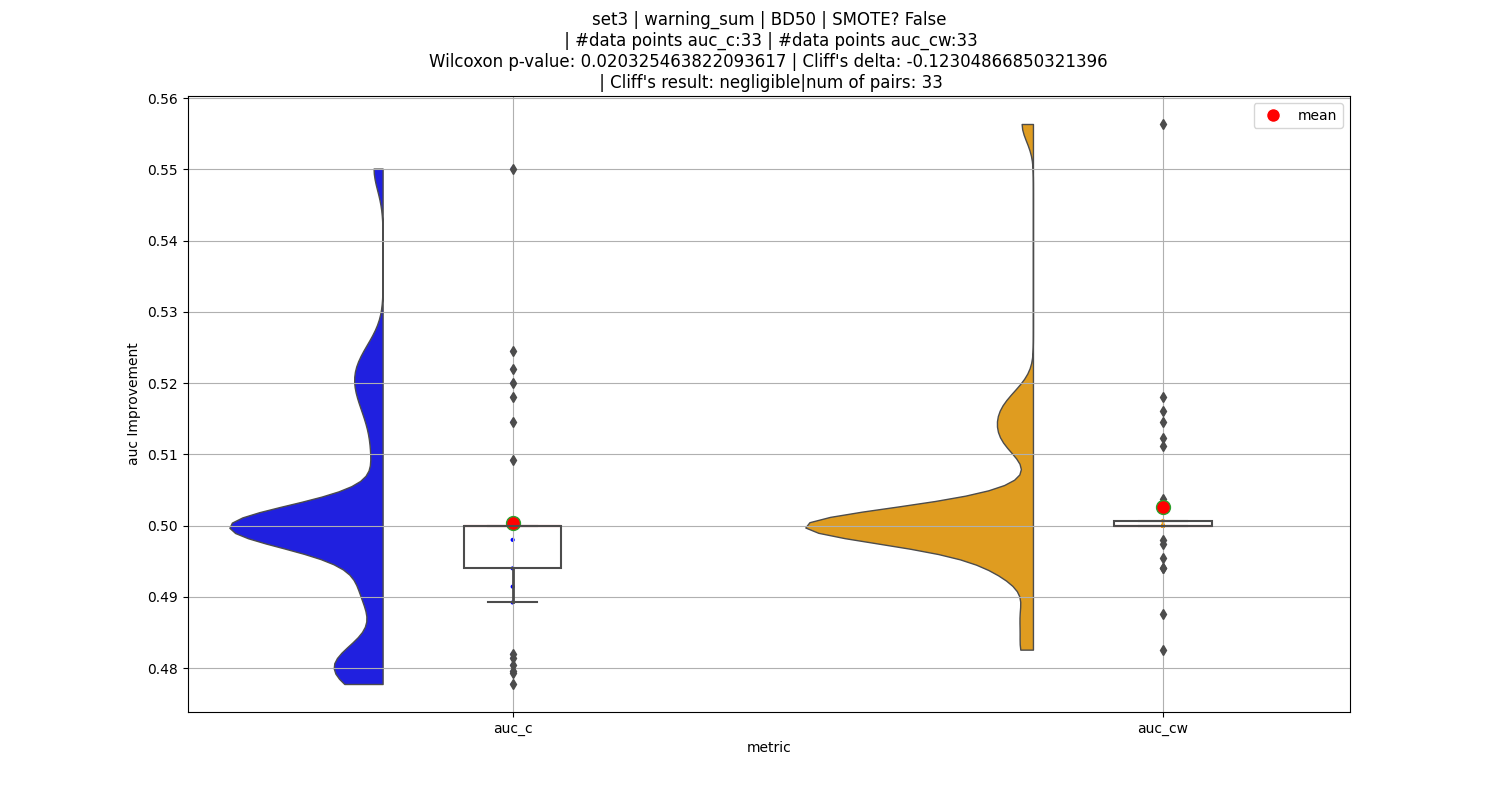 set3 | warning_sum | BD50 | SMOTE? False
| #data points auc_c:33 | #data points auc_cw:33
Wilcoxon p-value: 0.020325463822093617 | Cliff's delta: -0.12304866850321396
| Cliff's result: negligible|num of pairs: 33
mean
0.56
0.55
0.54
0.53
0.52
0.51
0.50
0.49
0.48
auc Improvement
auc_c
auc_cw
metric